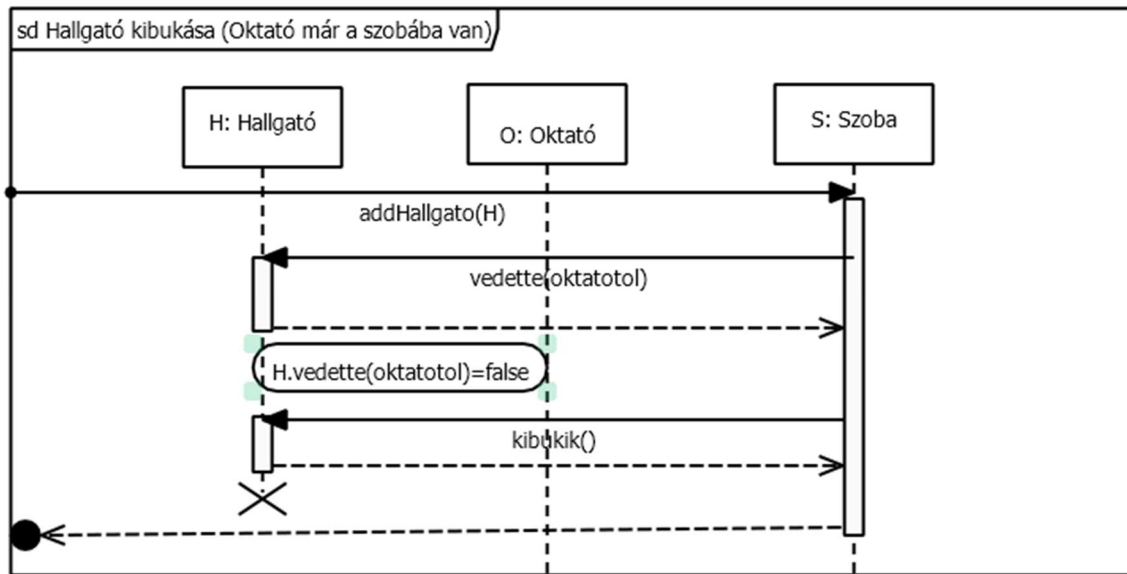 sd Hallgató kibukása (Oktató már a szobába van)
H: Hallgató
O: Oktató
S: Szoba
addHallgato(H)
vedette(oktatotol)
H.vedette(oktatotol)=false
kibukik()